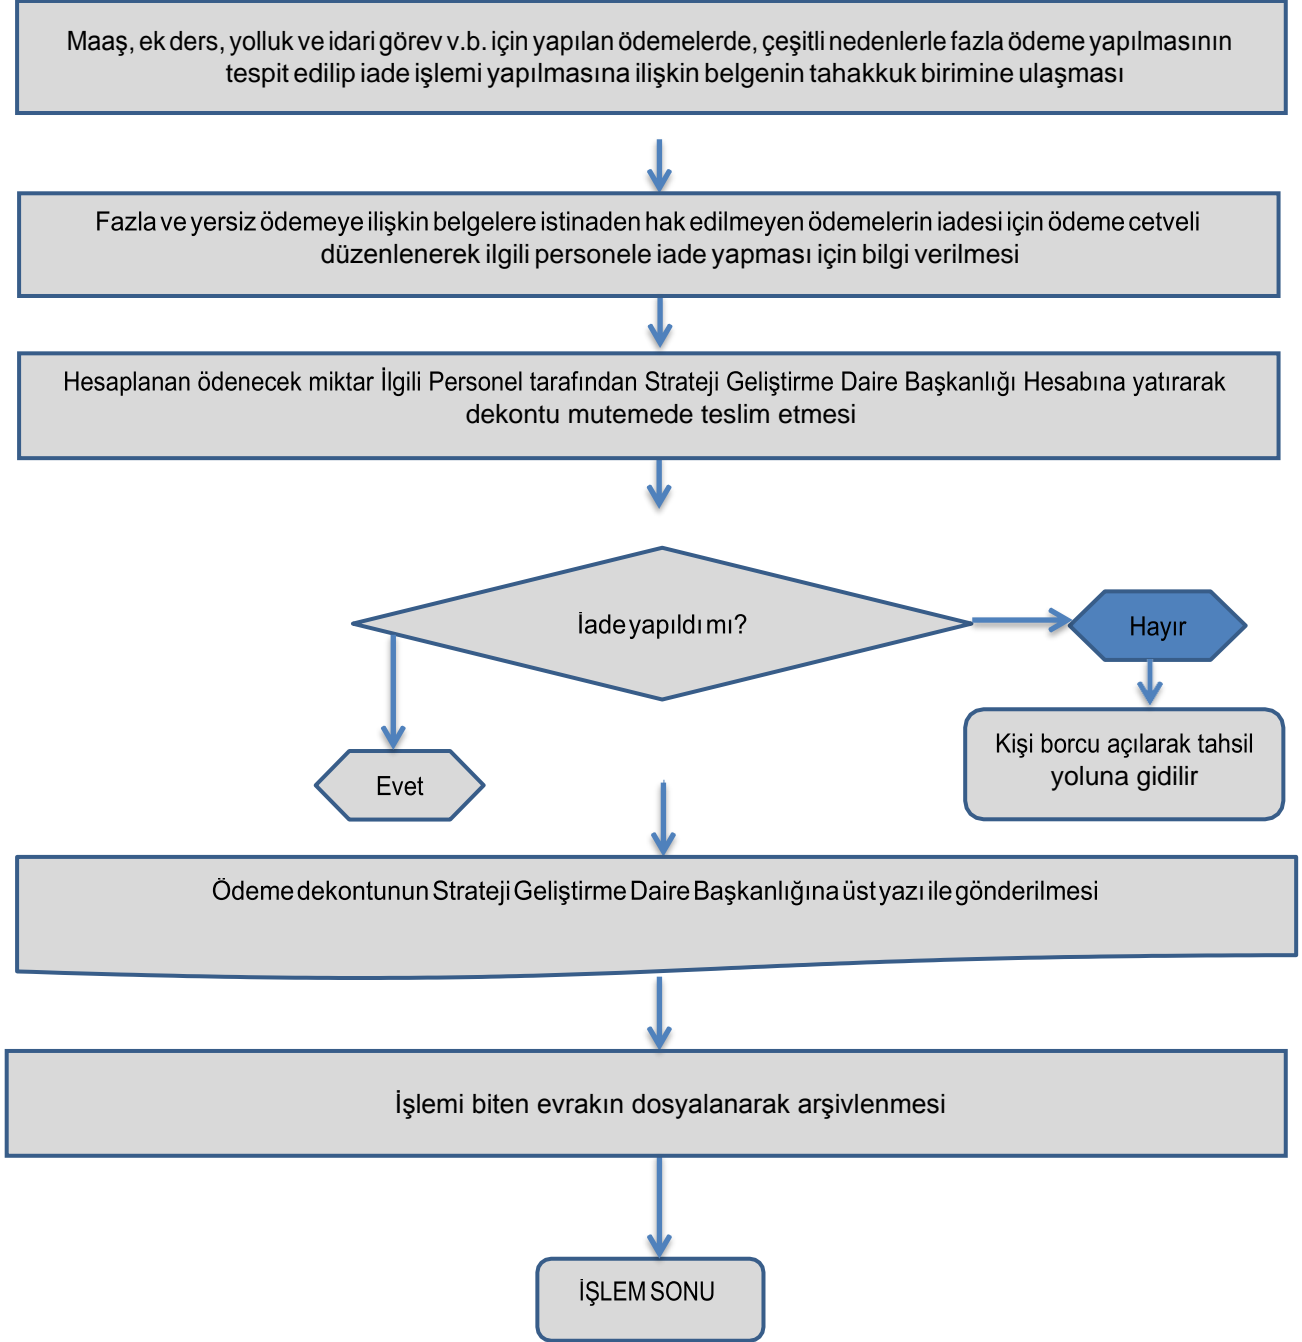 Maaş, ek ders, yolluk ve idari görev v.b. için yapılan ödemelerde, çeşitli nedenlerle fazla ödeme yapılmasının
tespit edilip iade işlemi yapılmasına ilişkin belgenin tahakkuk birimine ulaşması
Fazla ve yersiz ödemeye ilişkin belgelere istinaden hak edilmeyen ödemelerin iadesi için ödeme cetveli
düzenlenerek ilgili personele iade yapması için bilgi verilmesi
Hesaplanan ödenecek miktar İlgili Personel tarafından Strateji Geliştirme Daire Başkanlığı Hesabına yatırarak
dekontu mutemede teslim etmesi
İade yapıldı mı?
Hayır
Kişi borcu açılarak tahsil
yoluna gidilir
Evet
Ödeme dekontunun Strateji Geliştirme Daire Başkanlığına üst yazı ile gönderilmesi
İşlemi biten evrakın dosyalanarak arşivlenmesi
İŞLEM SONU